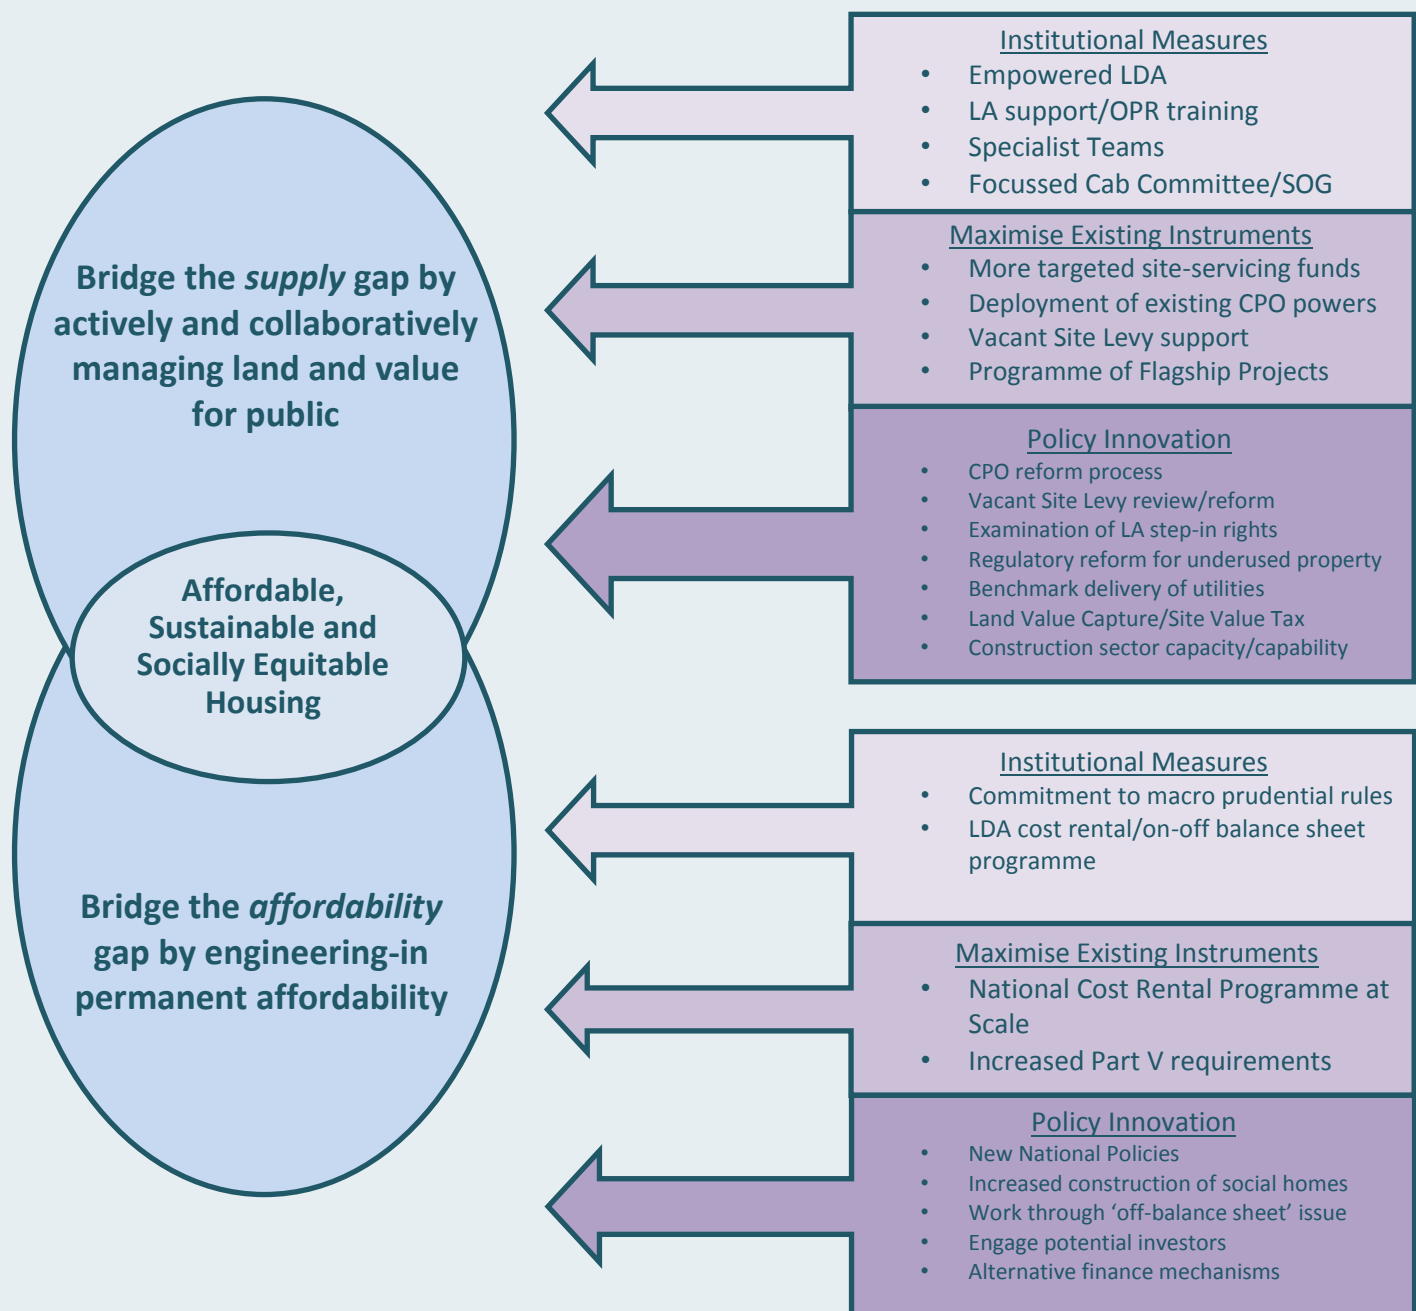 Bridge the supply gap by
actively and collaboratively
managing land and value
for public
Affordable,
Sustainable and
Socially Equitable
Housing
Bridge the affordability
gap by engineering-in
permanent affordability
Institutional Measures
• Empowered LDA
• LA support/OPR training
• Specialist Teams
• Focussed Cab Committee/SOG
Maximise Existing Instruments
• More targeted site-servicing funds
• Deployment of existing CPO powers
• Vacant Site Levy support
• Programme of Flagship Projects
Policy Innovation
• CPO reform process
• Vacant Site Levy review/reform
• Examination of LA step-in rights
• Regulatory reform for underused property
• Benchmark delivery of utilities
• Land Value Capture/Site Value Tax
• Construction sector capacity/capability
Institutional Measures
• Commitment to macro prudential rules
• LDA cost rental/on-off balance sheet
programme
Maximise Existing Instruments
• National Cost Rental Programme at
Scale
• Increased Part V requirements
Policy Innovation
• New National Policies
• Increased construction of social homes
• Work through ‘off-balance sheet’ issue
• Engage potential investors
• Alternative finance mechanisms